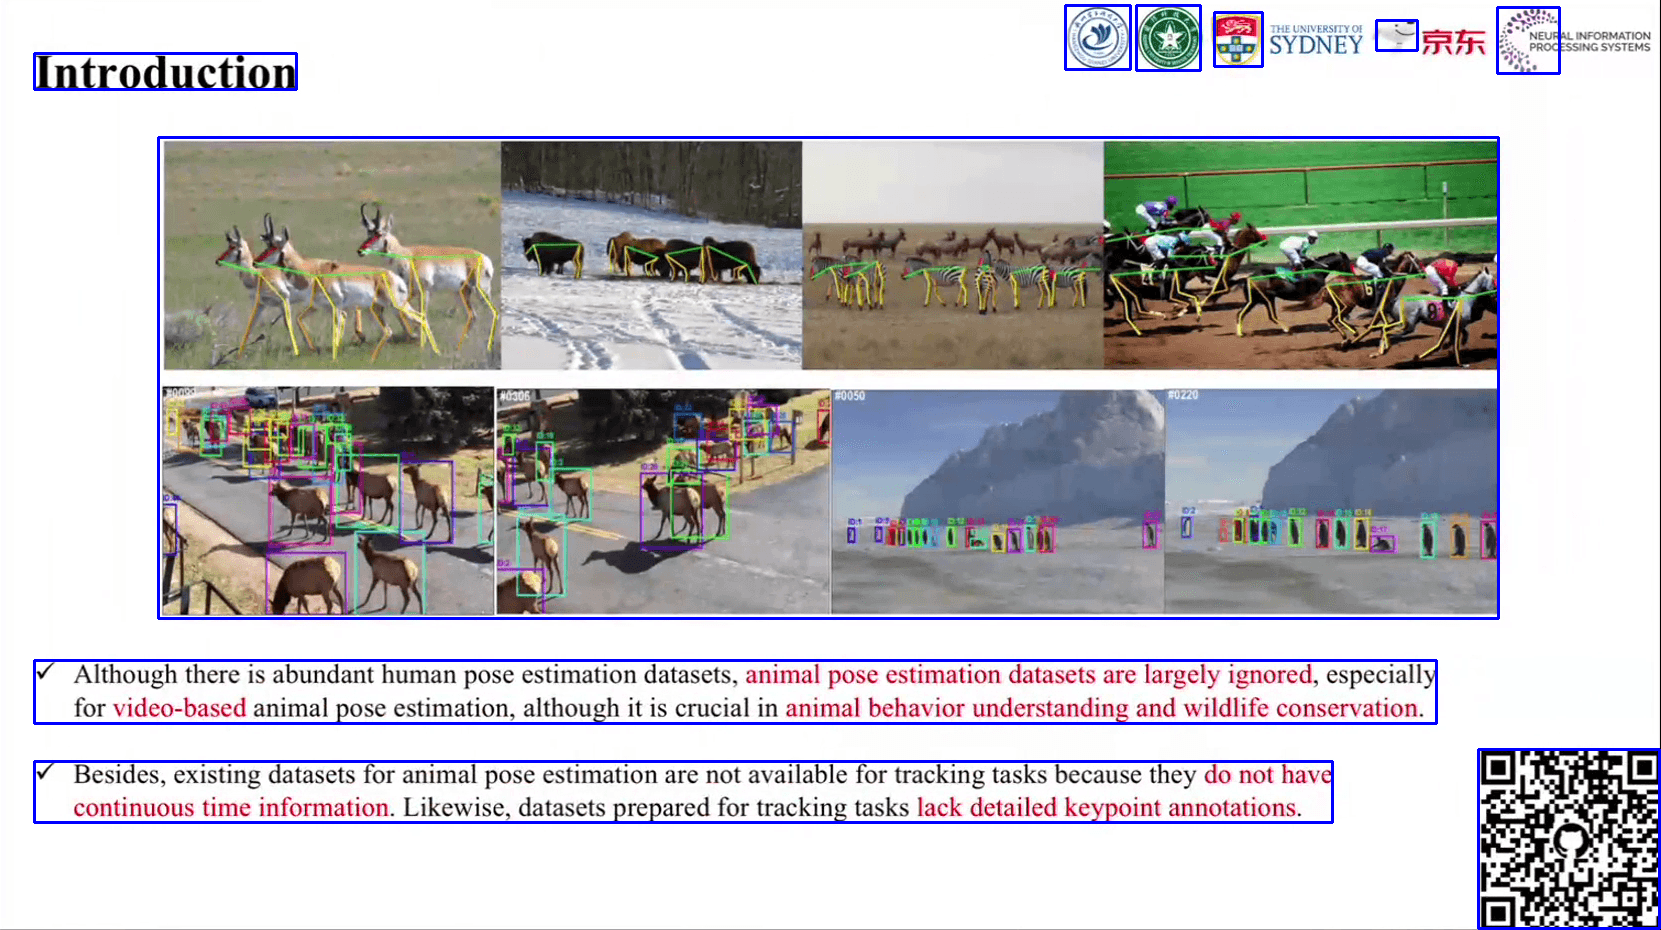 THE UNIVERSITY OF
SYDNEY
京东
NEURAL INFORMATION
PROCESSING SYSTEMS
Introduction
#0306
#0050
#0220
✓ Although there is abundant human pose estimation datasets, animal pose estimation datasets are largely ignored, especially
for video-based animal pose estimation, although it is crucial in animal behavior understanding and wildlife conservation.
✓ Besides, existing datasets for animal pose estimation are not available for tracking tasks because they do not have
continuous time information. Likewise, datasets prepared for tracking tasks lack detailed keypoint annotations.